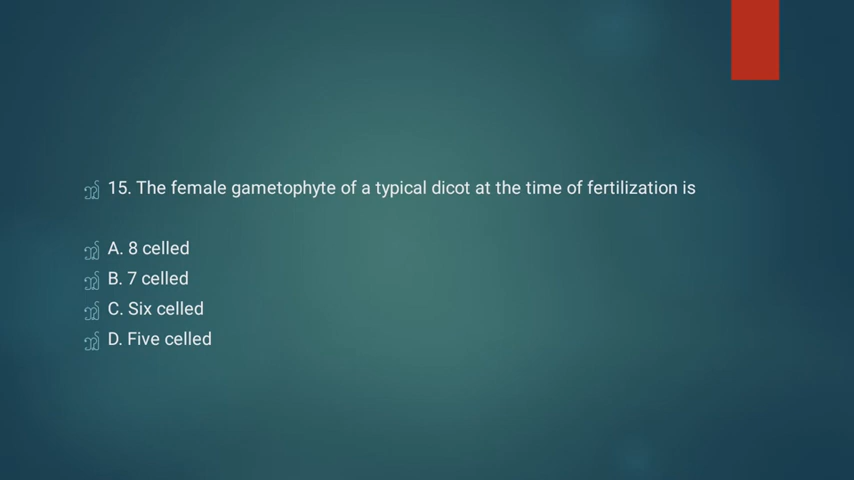 15. The female gametophyte of a typical dicot at the time of fertilization is
A. 8 celled
B. 7 celled
C. Six celled
D. Five celled